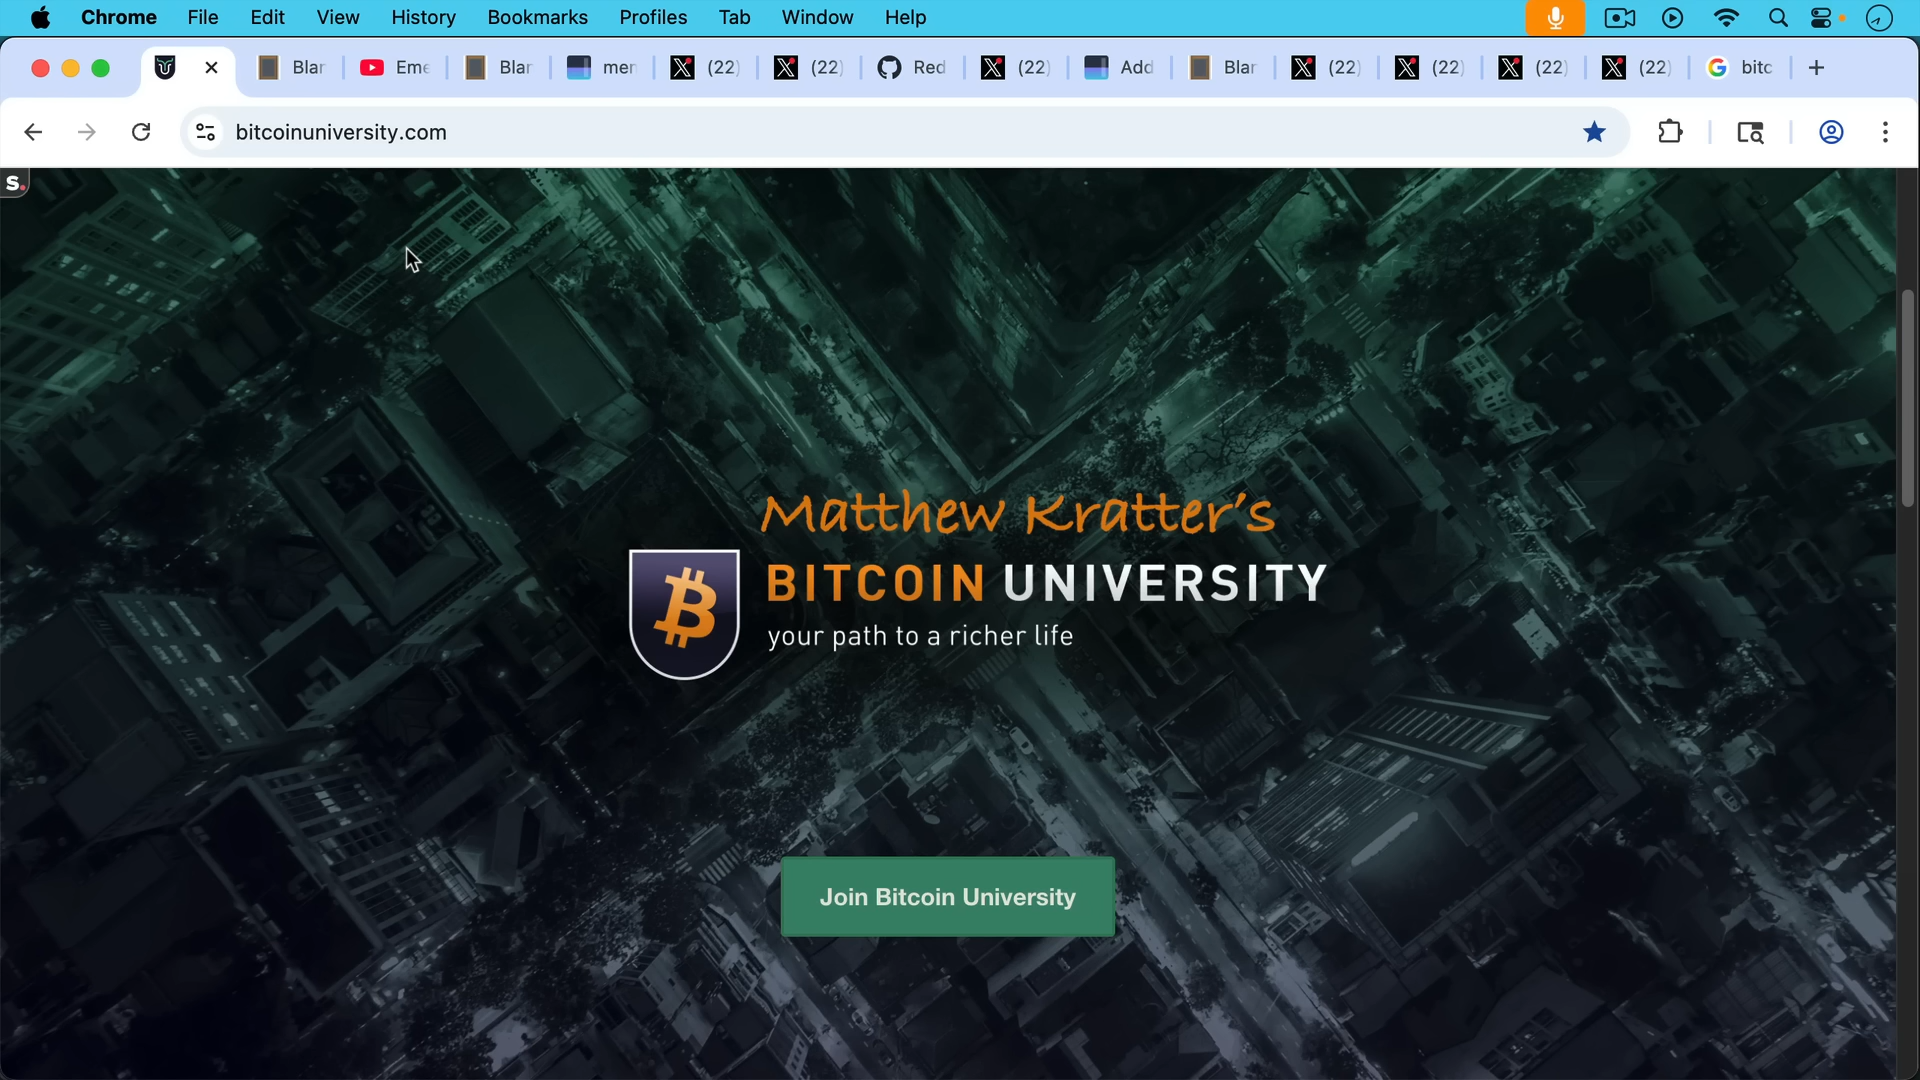 Chrome File Edit View History Bookmarks Profiles Tab Window Help
Blar Eme Blar mer (22) (22) Red (22) Add Blar (22) (22) (22) (22) bitc
bitcoinuniversity.com
s.
Matthew Kratter's
BITCOIN UNIVERSITY
your path to a richer life
Join Bitcoin University